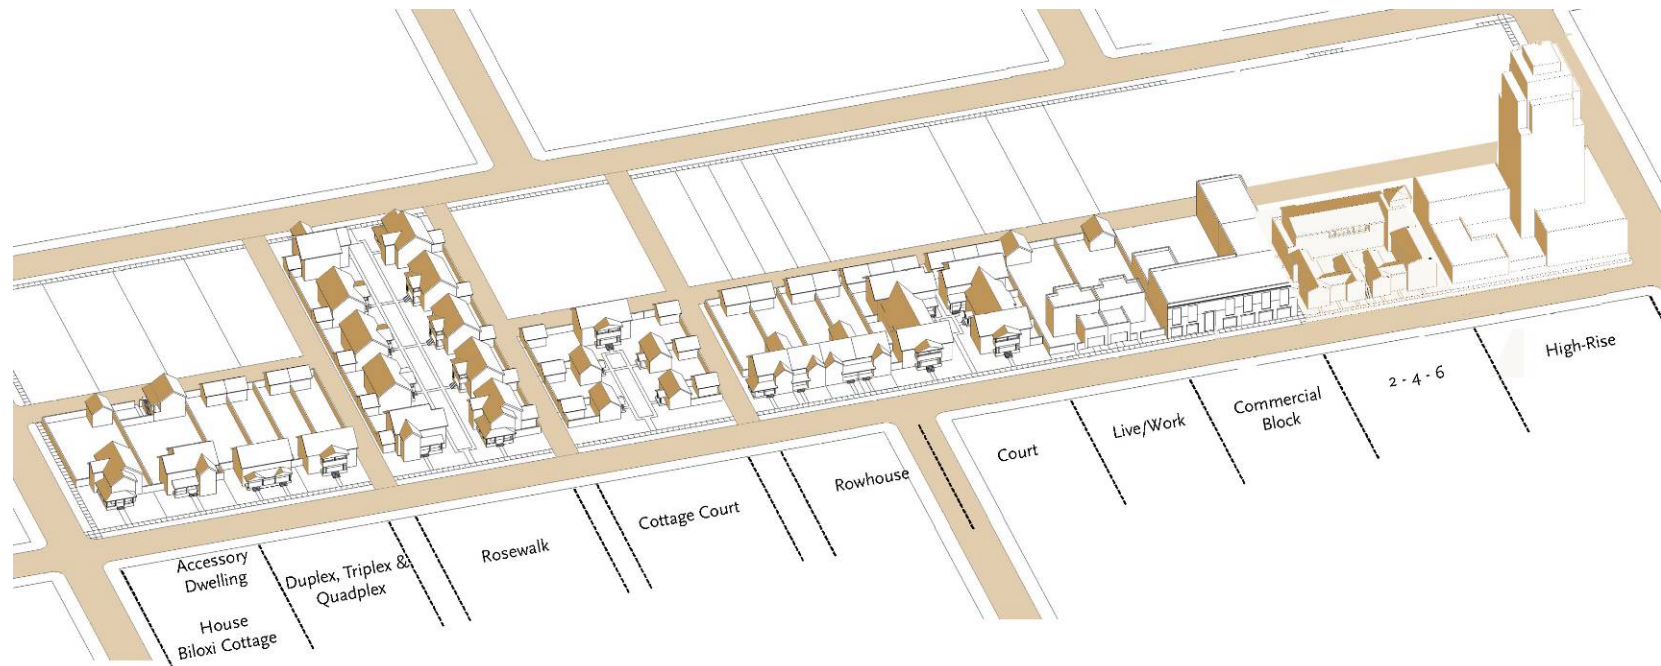 Accessory
Dwelling
House
Biloxi Cottage
Duplex, Triplex &
Quadplex
Rosewalk
Cottage Court
Rowhouse
Court
Live/Work
Commercial
Block
2 - 4 - 6
High-Rise